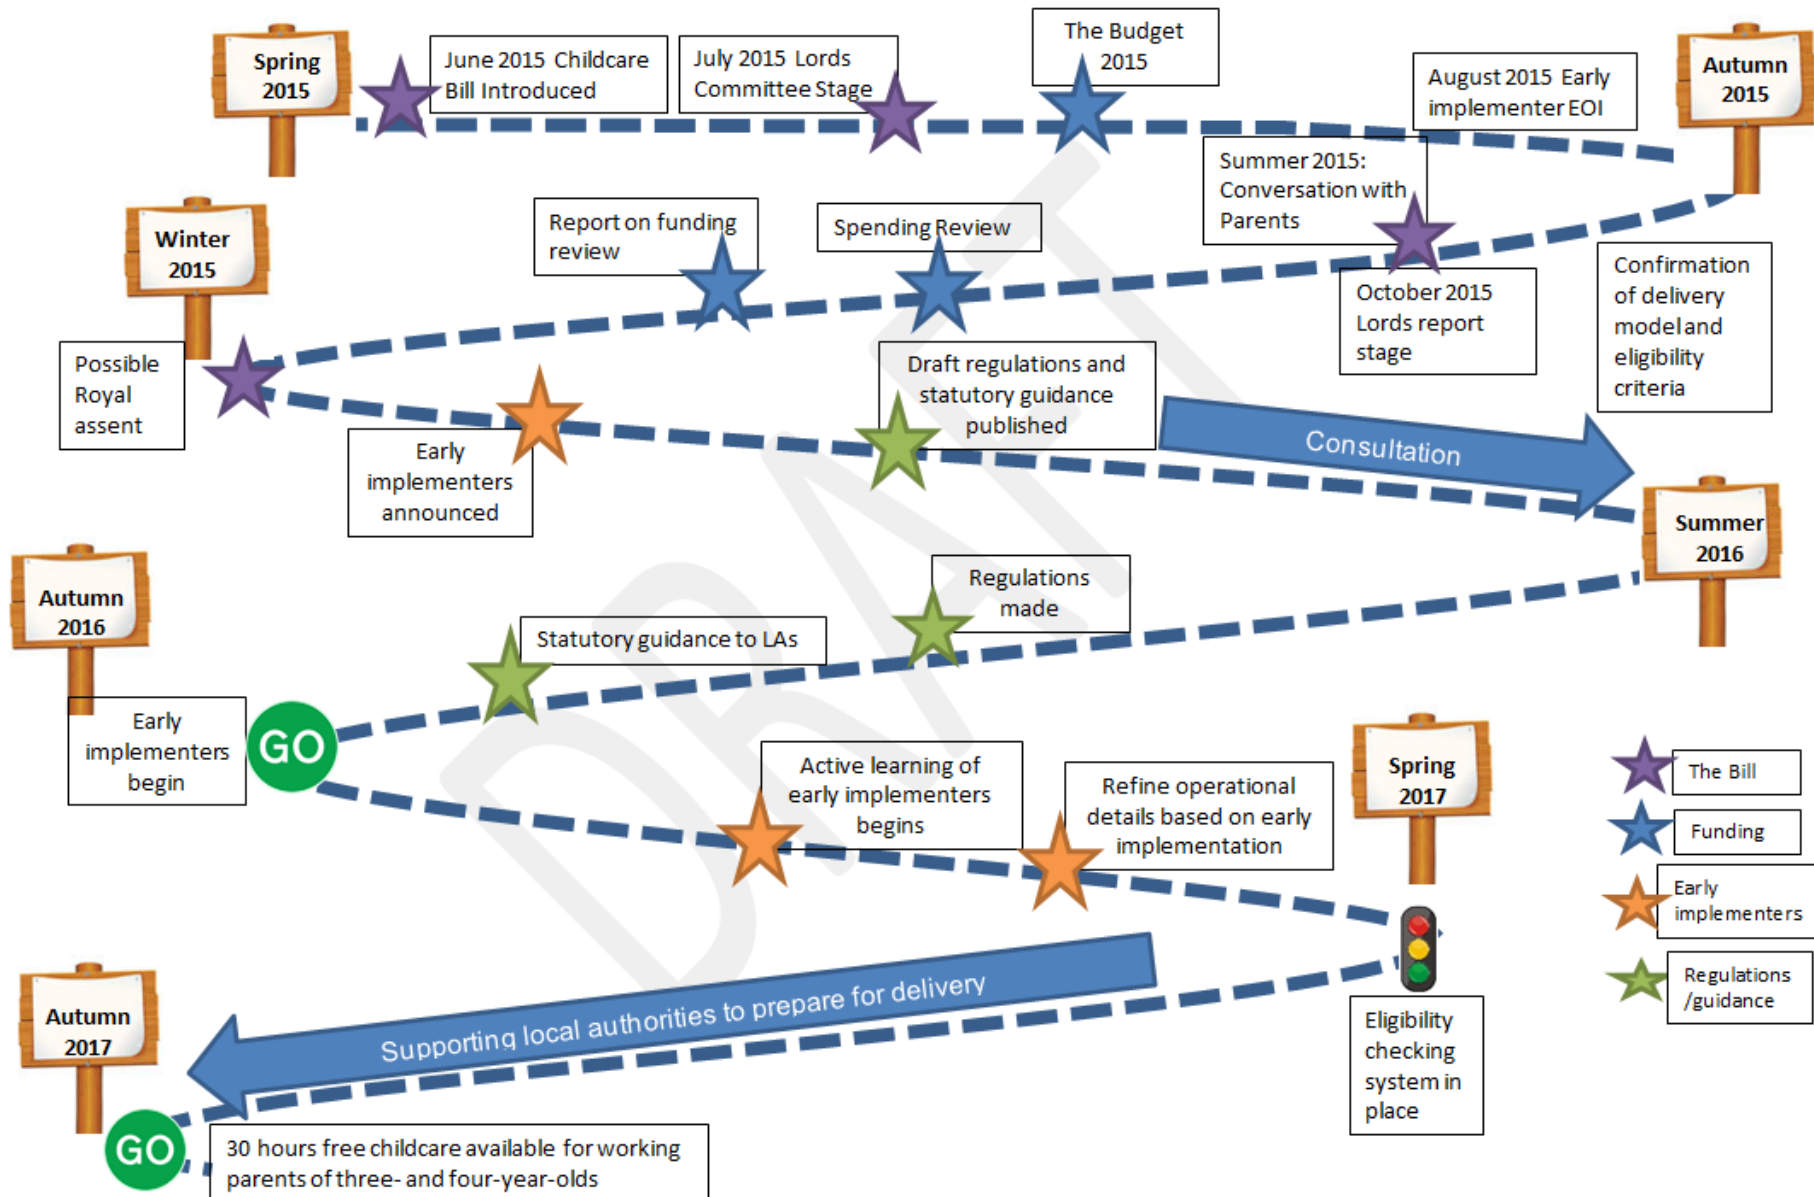 Spring
2015
June 2015 Childcare
Bill Introduced
July 2015 Lords
Committee Stage
The Budget
2015
August 2015 Early
implementer EOI
Autumn
2015
Summer 2015:
Conversation with
Parents
Winter
2015
Report on funding
review
Spending Review
October 2015
Lords report
stage
Confirmation
of delivery
model and
eligibility
criteria
Possible
Royal
assent
Early
implementers
announced
Draft regulations and
statutory guidance
published
Consultation
Summer
2016
Autumn
2016
Statutory guidance to LAs
Regulations
made
Early
implementers
begin
GO
Active learning of
early implementers
begins
Refine operational
details based on early
implementation
Spring
2017
The Bill
Funding
Early
implementers
Regulations
/guidance
Supporting local authorities to prepare for delivery
Eligibility
checking
system in
place
Autumn
2017
GO
30 hours free childcare available for working
parents of three- and four-year-olds
DRAFT